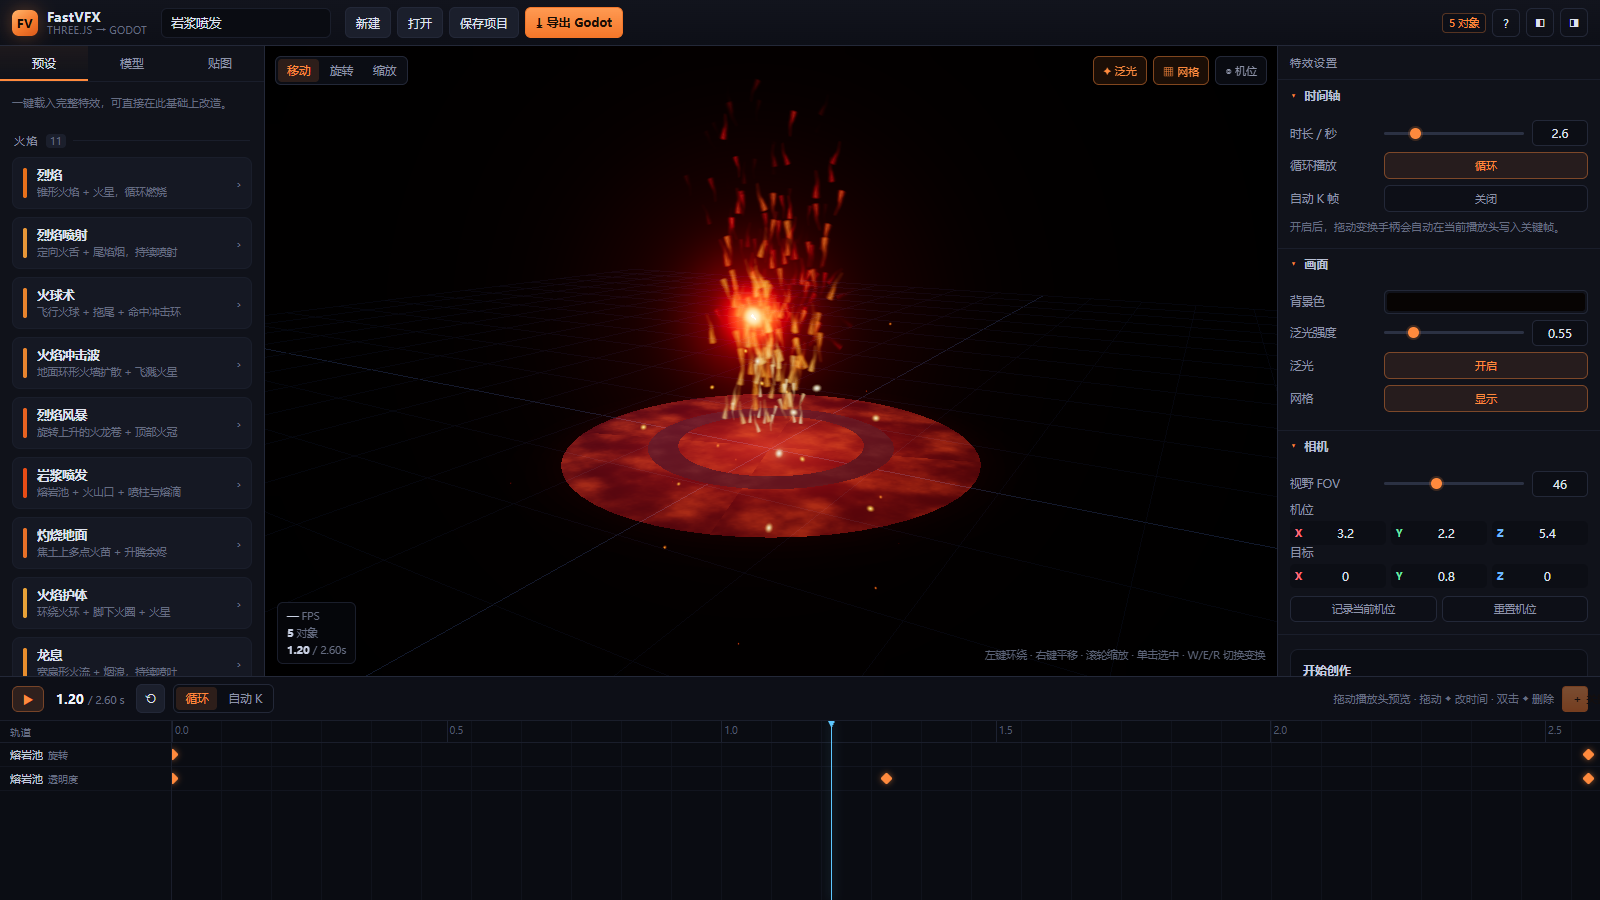 FV
FastVFX
THREE.JS → GODOT
岩浆喷发
新建
打开
保存项目
⤓ 导出 Godot
5 对象
?
预设
模型
贴图
一键载入完整特效，可直接在此基础上改造。
火焰 11
烈焰
锥形火焰 + 火星，循环燃烧
烈焰喷射
定向火舌 + 尾焰烟，持续喷射
火球术
飞行火球 + 拖尾 + 命中冲击环
火焰冲击波
地面环形火墙扩散 + 飞溅火星
烈焰风暴
旋转上升的火龙卷 + 顶部火冠
岩浆喷发
熔岩池 + 火山口 + 喷柱与熔滴
灼烧地面
焦土上多点火苗 + 升腾余烬
火焰护体
环绕火环 + 脚下火圈 + 火星
龙息
宽扇形火流 + 烟浪，持续喷吐
移动
旋转
缩放
✦ 泛光
▦ 网格
机位
— FPS
5 对象
1.20 / 2.60s
左键环绕 · 右键平移 · 滚轮缩放 · 单击选中 · W/E/R 切换变换
特效设置
时间轴
时长 / 秒
2.6
循环播放
循环
自动 K 帧
关闭
开启后，拖动变换手柄会自动在当前播放头写入关键帧。
画面
背景色
泛光强度
0.55
泛光
开启
网格
显示
相机
视野 FOV
46
机位
X 3.2 Y 2.2 Z 5.4
目标
X 0 Y 0.8 Z 0
记录当前机位
重置机位
开始创作
1.20 / 2.60 s
循环
自动 K
拖动播放头预览 · 拖动 ◆ 改时间 · 双击 ◆ 删除
+
轨道
0.0 0.5 1.0 1.5 2.0 2.5
熔岩池 旋转
熔岩池 透明度